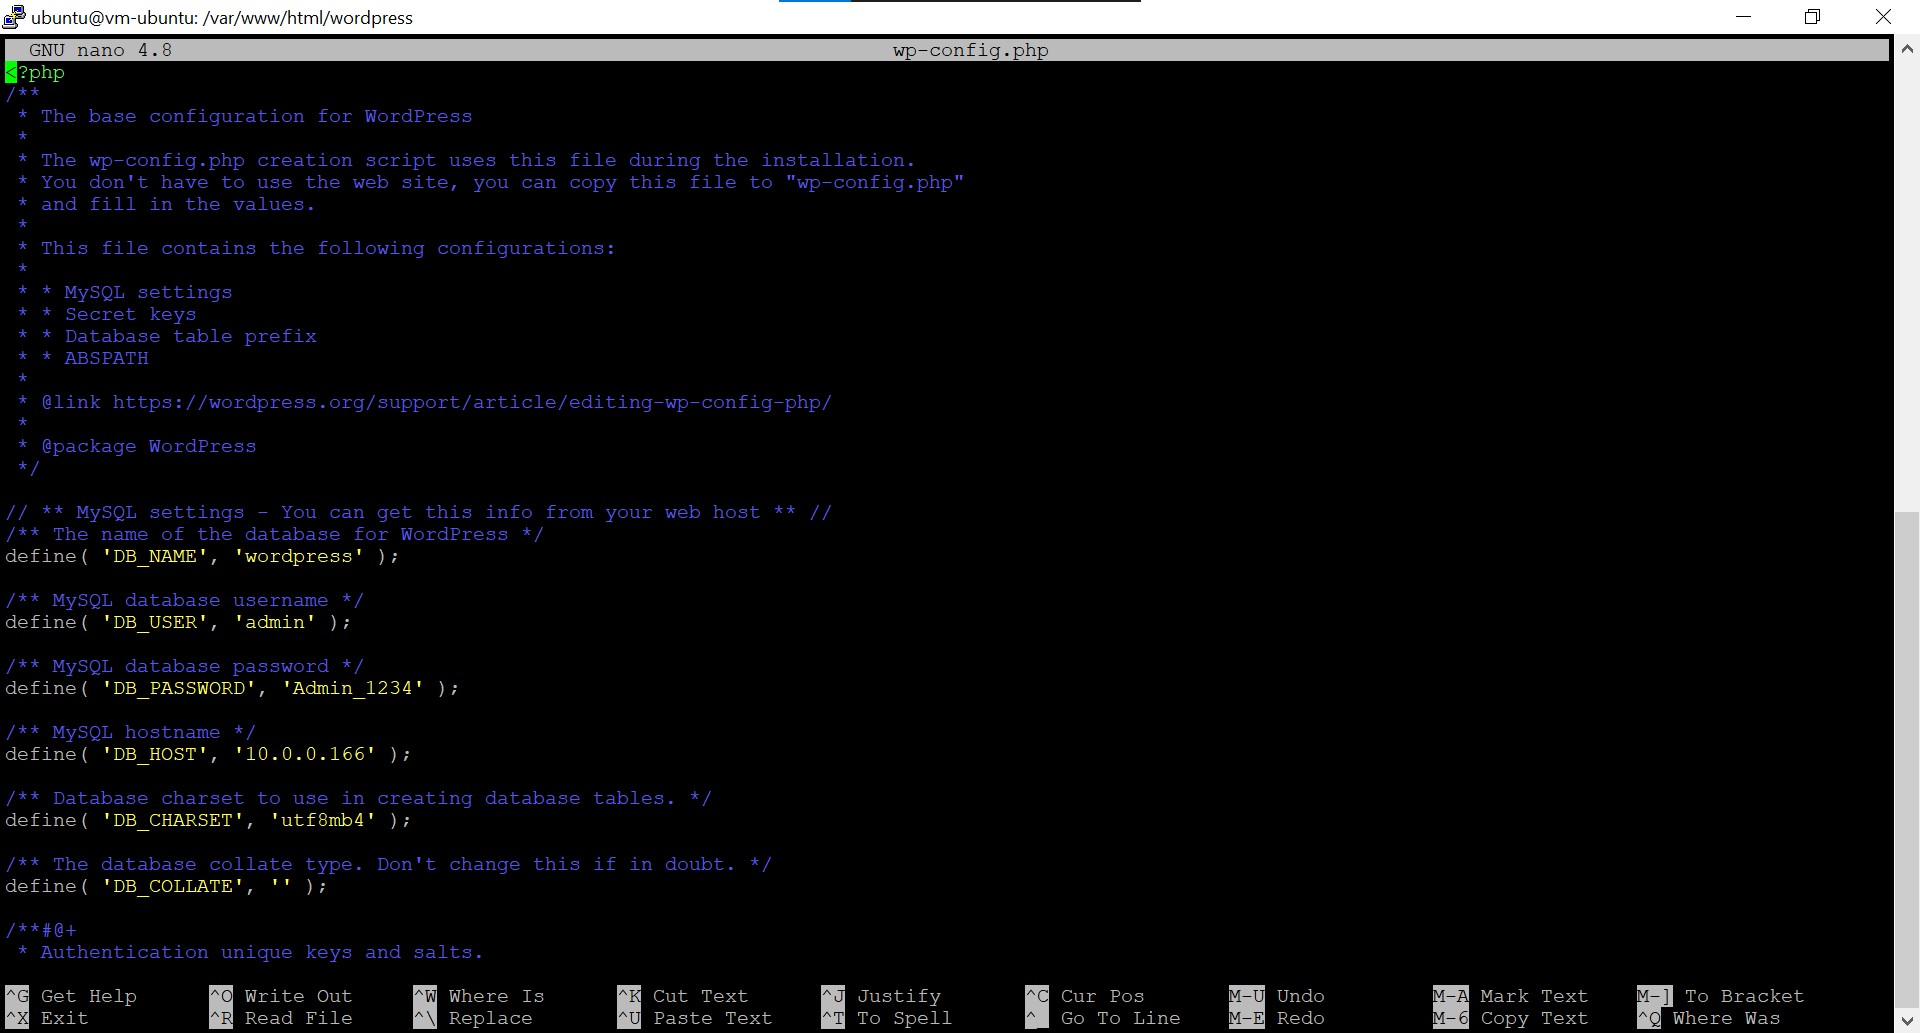 ubuntu@vm-ubuntu: /var/www/html/wordpress
GNU nano 4.8 wp-config.php
<?php
/**
 * The base configuration for WordPress
 *
 * The wp-config.php creation script uses this file during the installation.
 * You don't have to use the web site, you can copy this file to "wp-config.php"
 * and fill in the values.
 *
 * This file contains the following configurations:
 *
 * * MySQL settings
 * * Secret keys
 * * Database table prefix
 * * ABSPATH
 *
 * @link https://wordpress.org/support/article/editing-wp-config-php/
 *
 * @package WordPress
 */

// ** MySQL settings - You can get this info from your web host ** //
/** The name of the database for WordPress */
define( 'DB_NAME', 'wordpress' );

/** MySQL database username */
define( 'DB_USER', 'admin' );

/** MySQL database password */
define( 'DB_PASSWORD', 'Admin_1234' );

/** MySQL hostname */
define( 'DB_HOST', '10.0.0.166' );

/** Database charset to use in creating database tables. */
define( 'DB_CHARSET', 'utf8mb4' );

/** The database collate type. Don't change this if in doubt. */
define( 'DB_COLLATE', '' );

/**#@+
 * Authentication unique keys and salts.

^G Get Help ^O Write Out ^W Where Is ^K Cut Text ^J Justify ^C Cur Pos M-U Undo M-A Mark Text M-] To Bracket
^X Exit ^R Read File ^\ Replace ^U Paste Text ^T To Spell ^_ Go To Line M-E Redo M-6 Copy Text ^Q Where Was